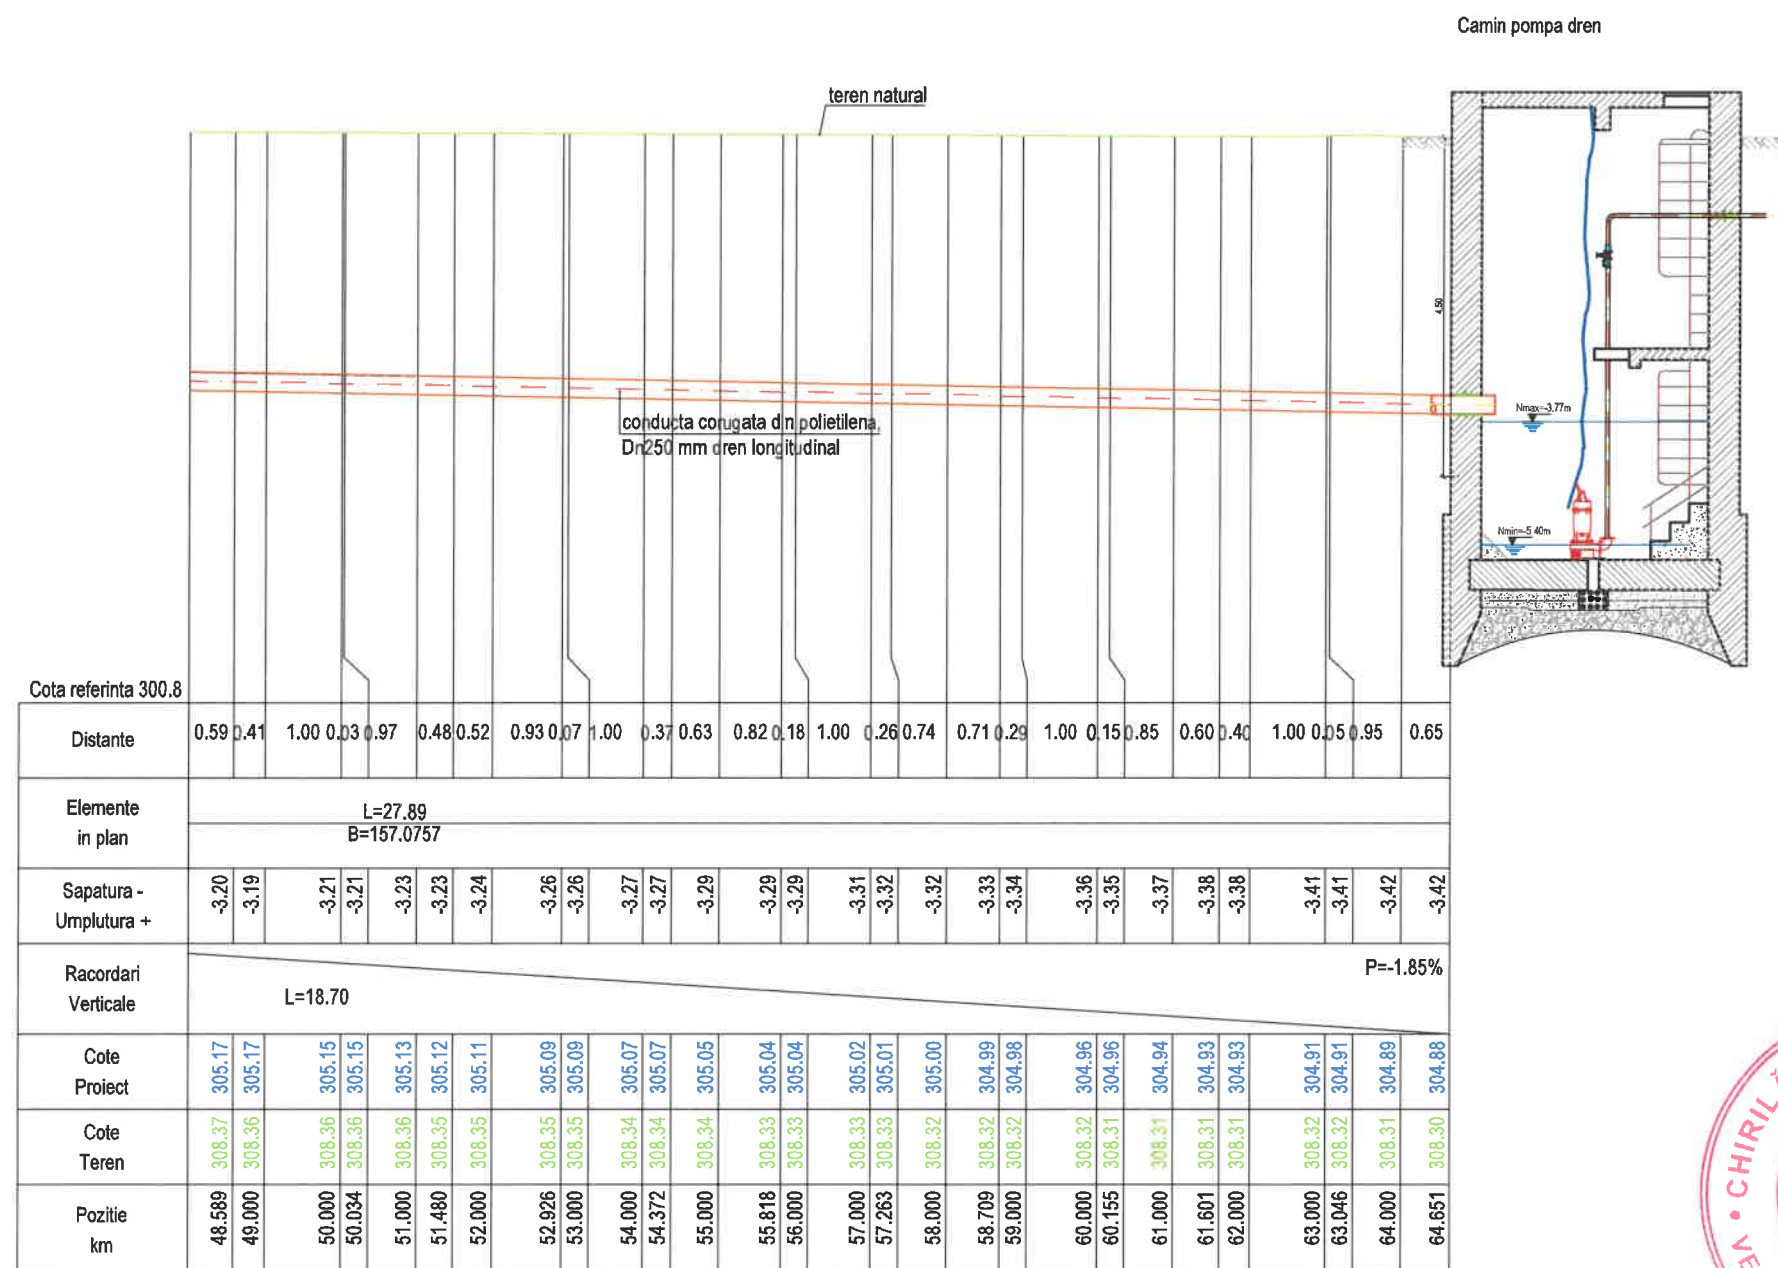 Camin pompa dren
teren natural
4.50
conducta corugata din polietilena,
Dn250 mm dren longitudinal
Nmax=-3.77m
Nmin=-5.40m
Cota referinta 300.8
Distante 0.59 0.41 1.00 0.03 0.97 0.48 0.52 0.93 0.07 1.00 0.37 0.63 0.82 0.18 1.00 0.26 0.74 0.71 0.29 1.00 0.15 0.85 0.60 0.40 1.00 0.05 0.95 0.65
Elemente
in plan
L=27.89
B=157.0757
Sapatura -
Umplutura +
-3.20 -3.19 -3.21 -3.21 -3.23 -3.23 -3.24 -3.26 -3.26 -3.27 -3.27 -3.29 -3.29 -3.29 -3.31 -3.32 -3.32 -3.33 -3.34 -3.36 -3.35 -3.37 -3.38 -3.38 -3.41 -3.41 -3.42 -3.42
Racordari
Verticale
L=18.70
P=-1.85%
Cote
Proiect
305.17 305.17 305.15 305.15 305.13 305.12 305.11 305.09 305.09 305.07 305.07 305.05 305.04 305.04 305.02 305.01 305.00 304.99 304.98 304.96 304.96 304.94 304.93 304.93 304.91 304.91 304.89 304.88
Cote
Teren
308.37 308.36 308.36 308.36 308.36 308.35 308.35 308.35 308.35 308.34 308.34 308.34 308.33 308.33 308.33 308.33 308.32 308.32 308.32 308.32 308.31 308.31 308.31 308.31 308.32 308.32 308.31 308.30
Pozitie
km
48.589 49.000 50.000 50.034 51.000 51.480 52.000 52.926 53.000 54.000 54.372 55.000 55.818 56.000 57.000 57.263 58.000 58.709 59.000 60.000 60.155 61.000 61.601 62.000 63.000 63.046 64.000 64.651
CHIRIL